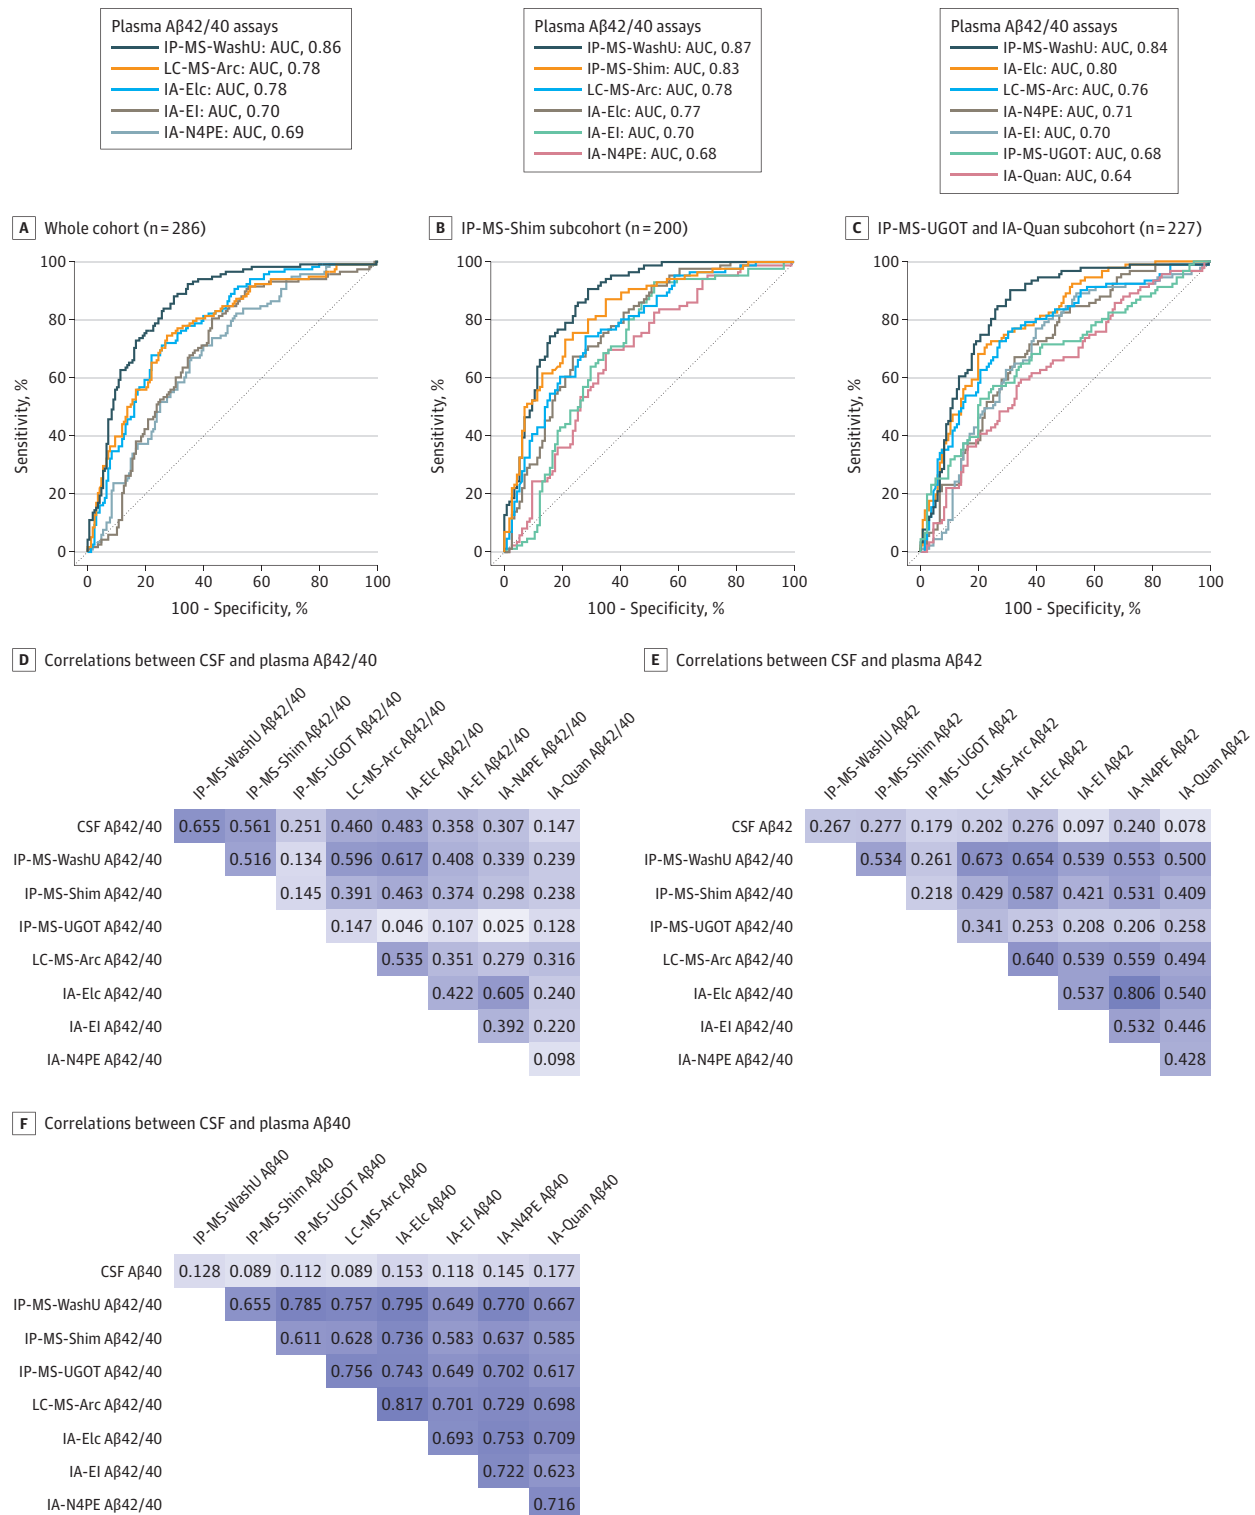 Plasma Aβ42/40 assays
IP-MS-WashU: AUC, 0.86
LC-MS-Arc: AUC, 0.78
IA-Elc: AUC, 0.78
IA-EI: AUC, 0.70
IA-N4PE: AUC, 0.69
Plasma Aβ42/40 assays
IP-MS-WashU: AUC, 0.87
IP-MS-Shim: AUC, 0.83
LC-MS-Arc: AUC, 0.78
IA-Elc: AUC, 0.77
IA-EI: AUC, 0.70
IA-N4PE: AUC, 0.68
Plasma Aβ42/40 assays
IP-MS-WashU: AUC, 0.84
IA-Elc: AUC, 0.80
LC-MS-Arc: AUC, 0.76
IA-N4PE: AUC, 0.71
IA-EI: AUC, 0.70
IP-MS-UGOT: AUC, 0.68
IA-Quan: AUC, 0.64
A Whole cohort (n = 286)
100
80
60
40
20
0
Sensitivity, %
0 20 40 60 80 100
100 - Specificity, %
B IP-MS-Shim subcohort (n = 200)
100
80
60
40
20
0
Sensitivity, %
0 20 40 60 80 100
100 - Specificity, %
C IP-MS-UGOT and IA-Quan subcohort (n = 227)
100
80
60
40
20
0
Sensitivity, %
0 20 40 60 80 100
100 - Specificity, %
D Correlations between CSF and plasma Aβ42/40
IP-MS-WashU Aβ42/40
IP-MS-Shim Aβ42/40
IP-MS-UGOT Aβ42/40
LC-MS-Arc Aβ42/40
IA-Elc Aβ42/40
IA-EI Aβ42/40
IA-N4PE Aβ42/40
IA-Quan Aβ42/40
CSF Aβ42/40 0.655 0.561 0.251 0.460 0.483 0.358 0.307 0.147
IP-MS-WashU Aβ42/40 0.516 0.134 0.596 0.617 0.408 0.339 0.239
IP-MS-Shim Aβ42/40 0.145 0.391 0.463 0.374 0.298 0.238
IP-MS-UGOT Aβ42/40 0.147 0.046 0.107 0.025 0.128
LC-MS-Arc Aβ42/40 0.535 0.351 0.279 0.316
IA-Elc Aβ42/40 0.422 0.605 0.240
IA-EI Aβ42/40 0.392 0.220
IA-N4PE Aβ42/40 0.098
E Correlations between CSF and plasma Aβ42
IP-MS-WashU Aβ42
IP-MS-Shim Aβ42
IP-MS-UGOT Aβ42
LC-MS-Arc Aβ42
IA-Elc Aβ42
IA-EI Aβ42
IA-N4PE Aβ42
IA-Quan Aβ42
CSF Aβ42 0.267 0.277 0.179 0.202 0.276 0.097 0.240 0.078
IP-MS-WashU Aβ42/40 0.534 0.261 0.673 0.654 0.539 0.553 0.500
IP-MS-Shim Aβ42/40 0.218 0.429 0.587 0.421 0.531 0.409
IP-MS-UGOT Aβ42/40 0.341 0.253 0.208 0.206 0.258
LC-MS-Arc Aβ42/40 0.640 0.539 0.559 0.494
IA-Elc Aβ42/40 0.537 0.806 0.540
IA-EI Aβ42/40 0.532 0.446
IA-N4PE Aβ42/40 0.428
F Correlations between CSF and plasma Aβ40
IP-MS-WashU Aβ40
IP-MS-Shim Aβ40
IP-MS-UGOT Aβ40
LC-MS-Arc Aβ40
IA-Elc Aβ40
IA-EI Aβ40
IA-N4PE Aβ40
IA-Quan Aβ40
CSF Aβ40 0.128 0.089 0.112 0.089 0.153 0.118 0.145 0.177
IP-MS-WashU Aβ42/40 0.655 0.785 0.757 0.795 0.649 0.770 0.667
IP-MS-Shim Aβ42/40 0.611 0.628 0.736 0.583 0.637 0.585
IP-MS-UGOT Aβ42/40 0.756 0.743 0.649 0.702 0.617
LC-MS-Arc Aβ42/40 0.817 0.701 0.729 0.698
IA-Elc Aβ42/40 0.693 0.753 0.709
IA-EI Aβ42/40 0.722 0.623
IA-N4PE Aβ42/40 0.716